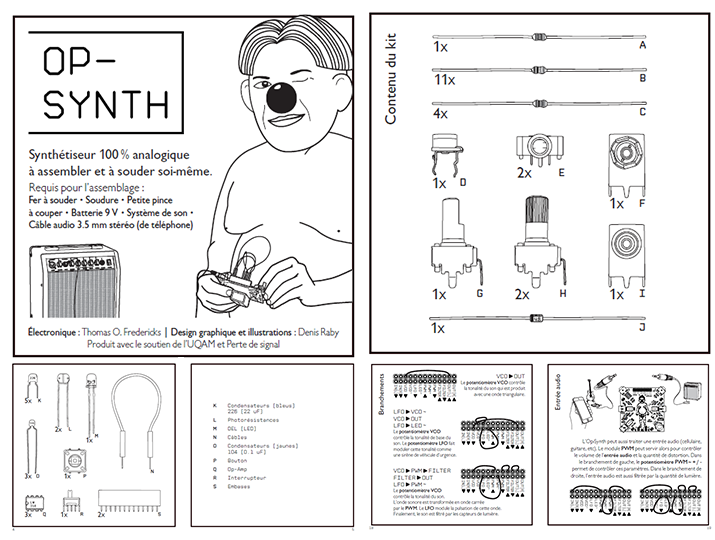 OP-
SYNTH
Synthétiseur 100 % analogique
à assembler et à souder soi-même.
Requis pour l'assemblage :
Fer à souder • Soudure • Petite pince
à couper • Batterie 9 V • Système de son •
Câble audio 3.5 mm stéréo (de téléphone)
Électronique : Thomas O. Fredericks | Design graphique et illustrations : Denis Raby
Produit avec le soutien de l'UQAM et Perte de signal
Contenu du kit
1x A
11x B
4x C
1x D
2x E
1x F
1x G
2x H
1x I
1x J
5x K
2x L
1x M
N
3x O
1x P
3x Q
1x R
S
K Condensateurs [bleus]
226 [22 uF]
L Photorésistances
M DEL [LED]
N Câbles
O Condensateurs [jaunes]
104 [0.1 uF]
P Bouton
Q Op-Amp
R Interrupteur
S Embases
Branchements
VCO▶OUT
Le potentiomètre VCO contrôle
la tonalité du son qui est produit
avec une onde triangulaire.
LFO▶VCO~
VCO▶OUT
LFO▶LED~
Le potentiomètre VCO
contrôle la tonalité de base du
son. Le potentiomètre LFO fait
moduler cette tonalité comme
une sirène de véhicule d'urgence.
VCO▶PWM▶FILTER
FILTER▶OUT
LFO▶PWM~
Le potentiomètre VCO
contrôle la tonalité du son.
L'onde sonore est transformée en onde carrée
par le PWM. Le LFO module la pulsation de cette onde.
Finalement, le son est filtré par les capteurs de lumière.
Entrée audio
L'OpSynth peut aussi traiter une entrée audio (cellulaire,
guitare, etc). Le module PWM peut servir alors pour contrôler
le volume de l'entrée audio et la quantité de distortion. Dans
le branchement de gauche, le potentiomètre PWM +/-
permet de contrôler ces paramètres. Dans le branchement de
droite, l'entrée audio est aussi filtrée par la quantité de lumière.